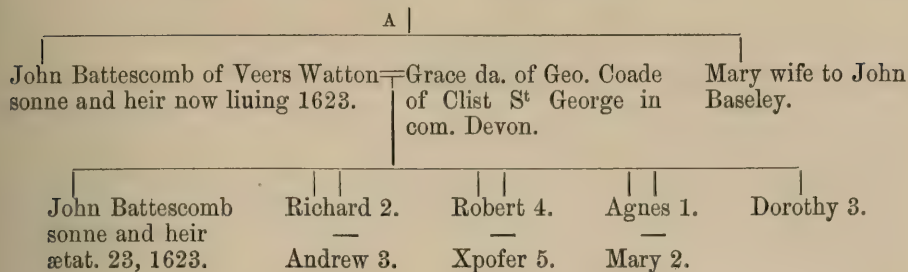 A
John Battescomb of Veers Watton
sonne and heir now liuing 1623.
Grace da. of Geo. Coade
of Clist St George in
com. Devon.
Mary wife to John
Baseley.
John Battescomb
sonne and heir
ætat. 23, 1623.
Richard 2.
Andrew 3.
Robert 4.
Xpofer 5.
Agnes 1.
Mary 2.
Dorothy 3.